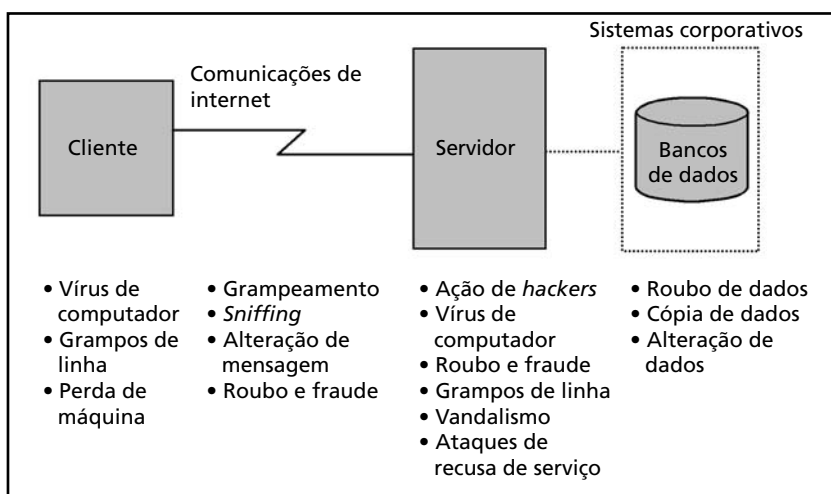 Sistemas corporativos
Comunicações de
internet
Cliente
Servidor
Bancos
de dados
• Vírus de
computador
• Grampos de
linha
• Perda de
máquina
• Grampeamento
• Sniffing
• Alteração de
mensagem
• Roubo e fraude
• Ação de hackers
• Vírus de
computador
• Roubo e fraude
• Grampos de linha
• Vandalismo
• Ataques de
recusa de serviço
• Roubo de dados
• Cópia de dados
• Alteração de
dados